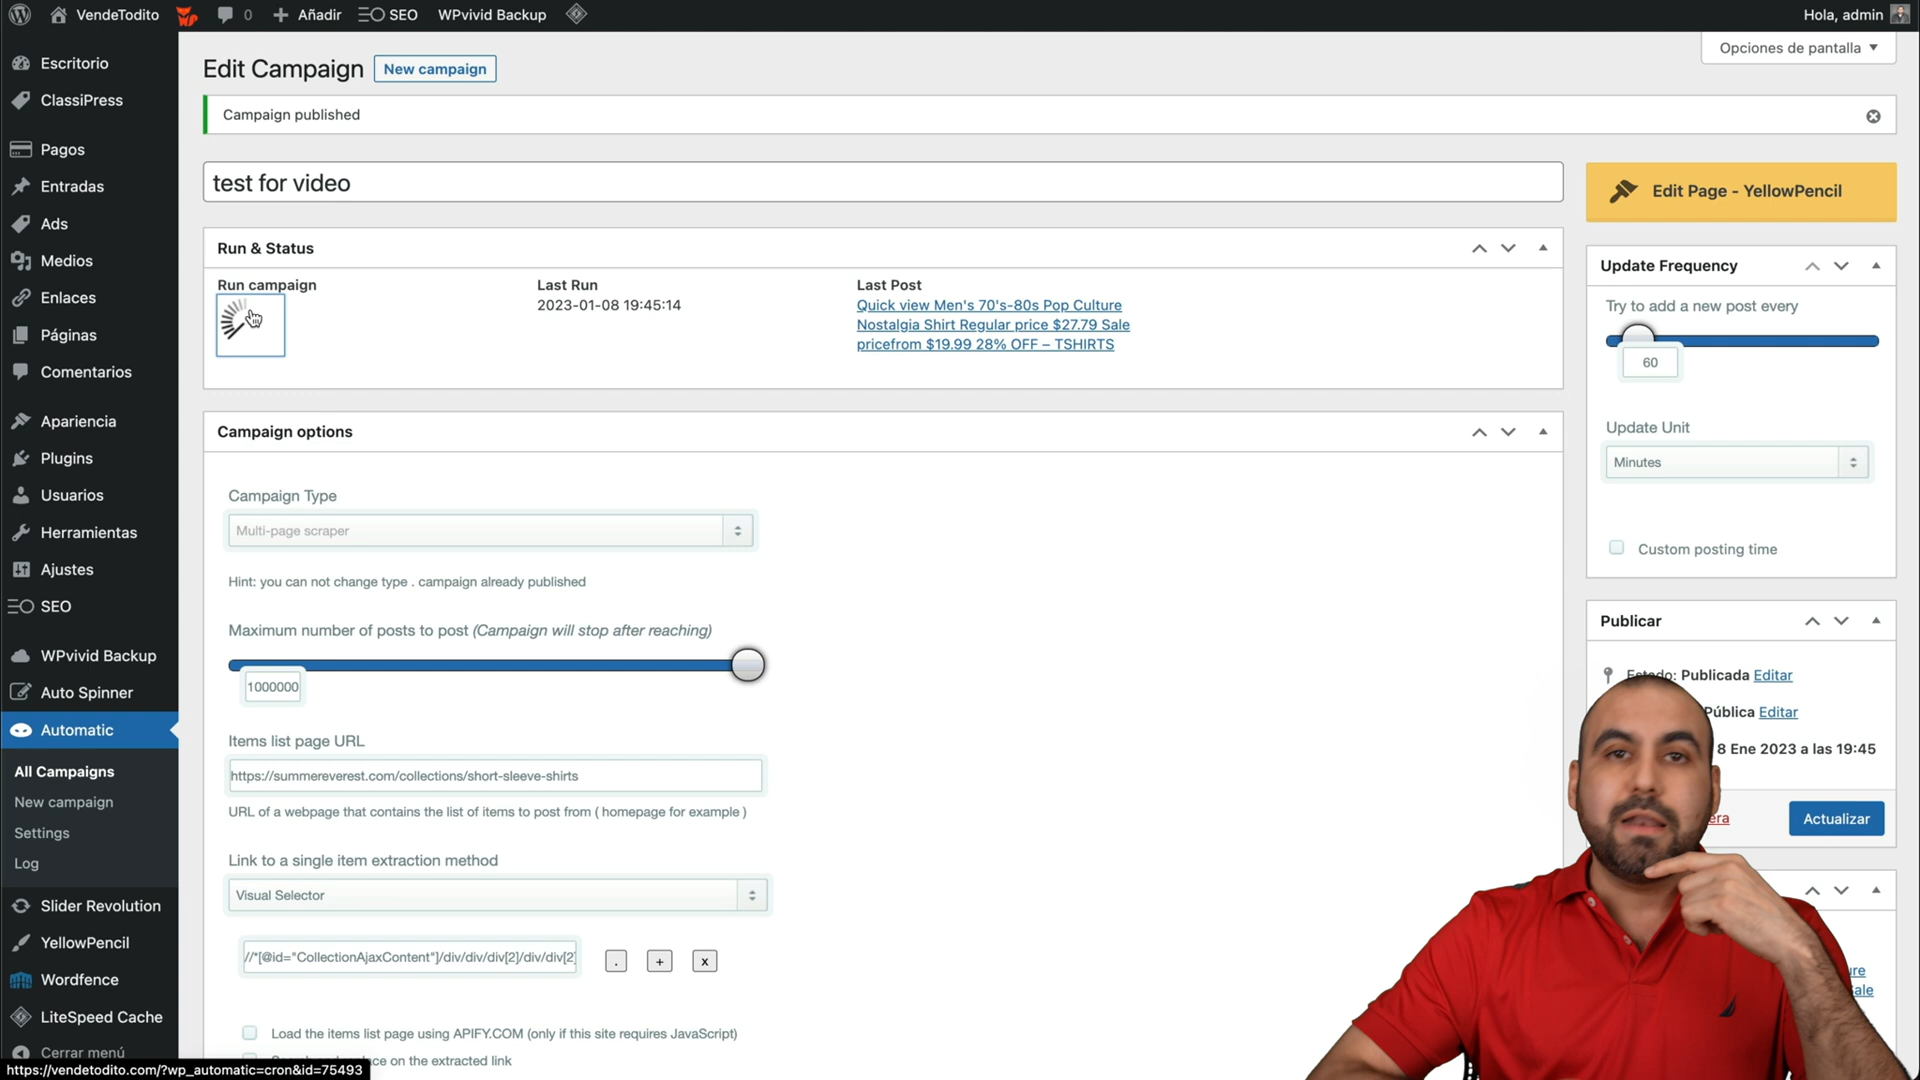 VendeTodito 0 Añadir SEO WPvivid Backup Hola, admin
Opciones de pantalla
Escritorio
ClassiPress
Pagos
Entradas
Ads
Medios
Enlaces
Páginas
Comentarios
Apariencia
Plugins
Usuarios
Herramientas
Ajustes
SEO
WPvivid Backup
Auto Spinner
Automatic
All Campaigns
New campaign
Settings
Log
Slider Revolution
YellowPencil
Wordfence
LiteSpeed Cache
Cerrar menú
Edit Campaign New campaign
Campaign published
test for video
Run & Status
Run campaign
Last Run
2023-01-08 19:45:14
Last Post
Quick view Men's 70's-80s Pop Culture
Nostalgia Shirt Regular price $27.79 Sale
pricefrom $19.99 28% OFF – TSHIRTS
Campaign options
Campaign Type
Multi-page scraper
Hint: you can not change type . campaign already published
Maximum number of posts to post (Campaign will stop after reaching)
1000000
Items list page URL
https://summereverest.com/collections/short-sleeve-shirts
URL of a webpage that contains the list of items to post from ( homepage for example )
Link to a single item extraction method
Visual Selector
//*[@id="CollectionAjaxContent"]/div/div/div[2]/div/div[2] . + x
Load the items list page using APIFY.COM (only if this site requires JavaScript)
on the extracted link
Edit Page - YellowPencil
Update Frequency
Try to add a new post every
60
Update Unit
Minutes
Custom posting time
Publicar
Estado: Publicada Editar
Pública Editar
8 Ene 2023 a las 19:45
Actualizar
https://vendetodito.com/?wp_automatic=cron&id=75493